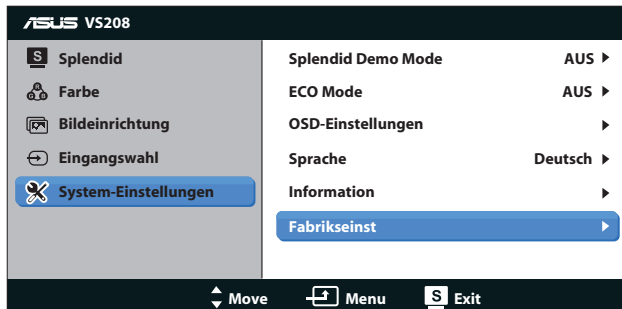 ASUS VS208
S Splendid
Farbe
Bildeinrichtung
Eingangswahl
System-Einstellungen
Splendid Demo Mode AUS
ECO Mode AUS
OSD-Einstellungen
Sprache Deutsch
Information
Fabrikseinst
Move Menu S Exit